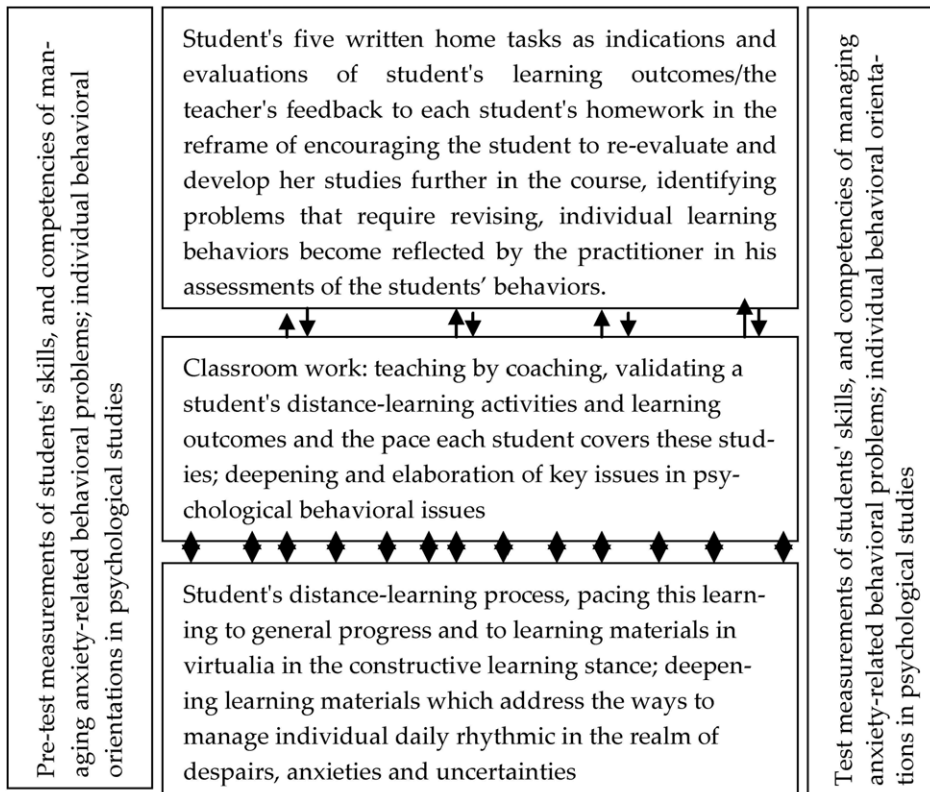 Pre-test measurements of students' skills, and competencies of man-
aging anxiety-related behavioral problems; individual behavioral
orientations in psychological studies
Student's five written home tasks as indications and
evaluations of student's learning outcomes/the
teacher's feedback to each student's homework in the
reframe of encouraging the student to re-evaluate and
develop her studies further in the course, identifying
problems that require revising, individual learning
behaviors become reflected by the practitioner in his
assessments of the students’ behaviors.
Classroom work: teaching by coaching, validating a
student's distance-learning activities and learning
outcomes and the pace each student covers these stud-
ies; deepening and elaboration of key issues in psy-
chological behavioral issues
Student's distance-learning process, pacing this learn-
ing to general progress and to learning materials in
virtualia in the constructive learning stance; deepen-
ing learning materials which address the ways to
manage individual daily rhythmic in the realm of
despairs, anxieties and uncertainties
Test measurements of students' skills, and competencies of managing
anxiety-related behavioral problems; individual behavioral orienta-
tions in psychological studies